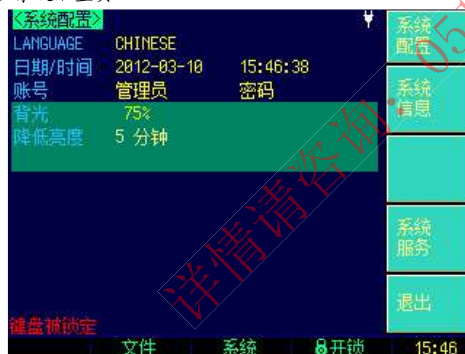 <系统配置>
LANGUAGE CHINESE
日期/时间 2012-03-10 15:46:38
账号 管理员 密码
背光 75%
降低亮度 5 分钟
系统
配置
系统
信息
系统
服务
退出
键盘被锁定
文件 系统 开锁 15:46
详情请咨询: 05